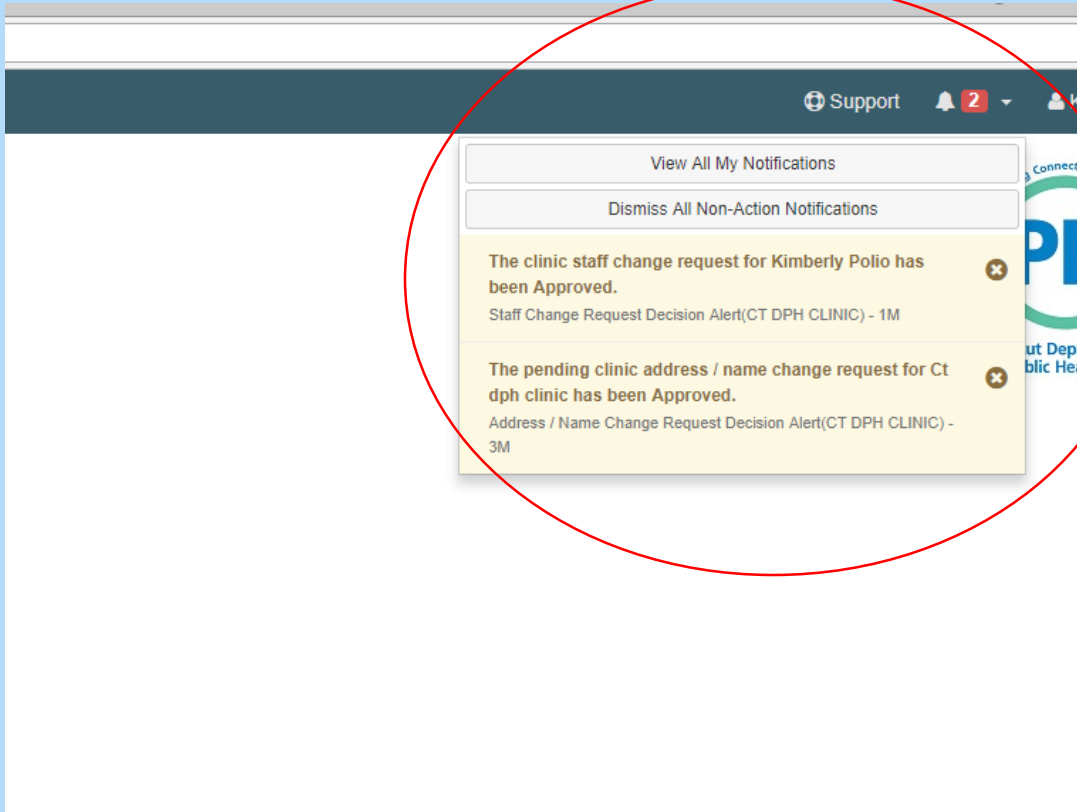 Support 2
View All My Notifications
Dismiss All Non-Action Notifications
The clinic staff change request for Kimberly Polio has
been Approved.
Staff Change Request Decision Alert(CT DPH CLINIC) - 1M
The pending clinic address / name change request for Ct
dph clinic has been Approved.
Address / Name Change Request Decision Alert(CT DPH CLINIC) -
3M